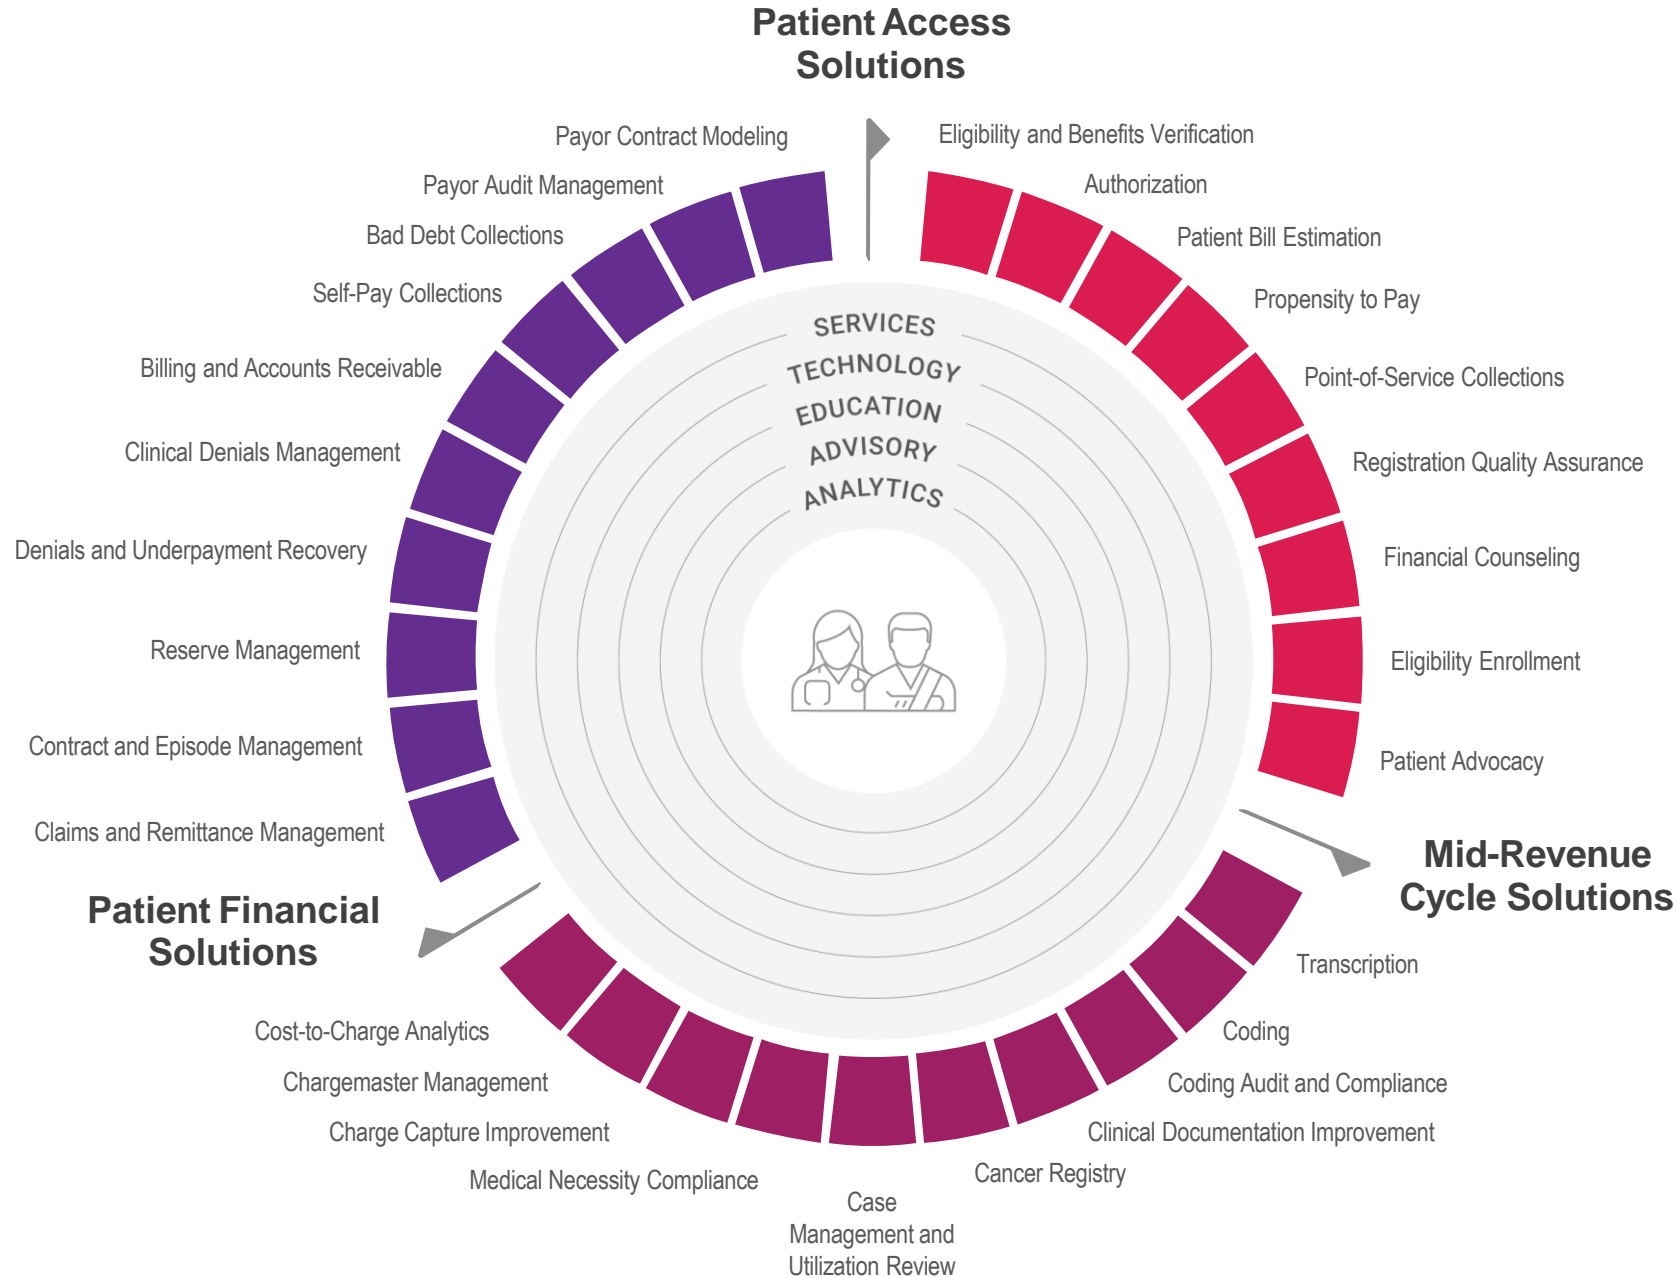 Patient Access
Solutions
Eligibility and Benefits Verification
Authorization
Patient Bill Estimation
Propensity to Pay
Point-of-Service Collections
Registration Quality Assurance
Financial Counseling
Eligibility Enrollment
Patient Advocacy
Mid-Revenue
Cycle Solutions
Transcription
Coding
Coding Audit and Compliance
Clinical Documentation Improvement
Cancer Registry
Case
Management and
Utilization Review
Medical Necessity Compliance
Charge Capture Improvement
Chargemaster Management
Cost-to-Charge Analytics
Patient Financial
Solutions
Claims and Remittance Management
Contract and Episode Management
Reserve Management
Denials and Underpayment Recovery
Clinical Denials Management
Billing and Accounts Receivable
Self-Pay Collections
Bad Debt Collections
Payor Audit Management
Payor Contract Modeling
SERVICES
TECHNOLOGY
EDUCATION
ADVISORY
ANALYTICS